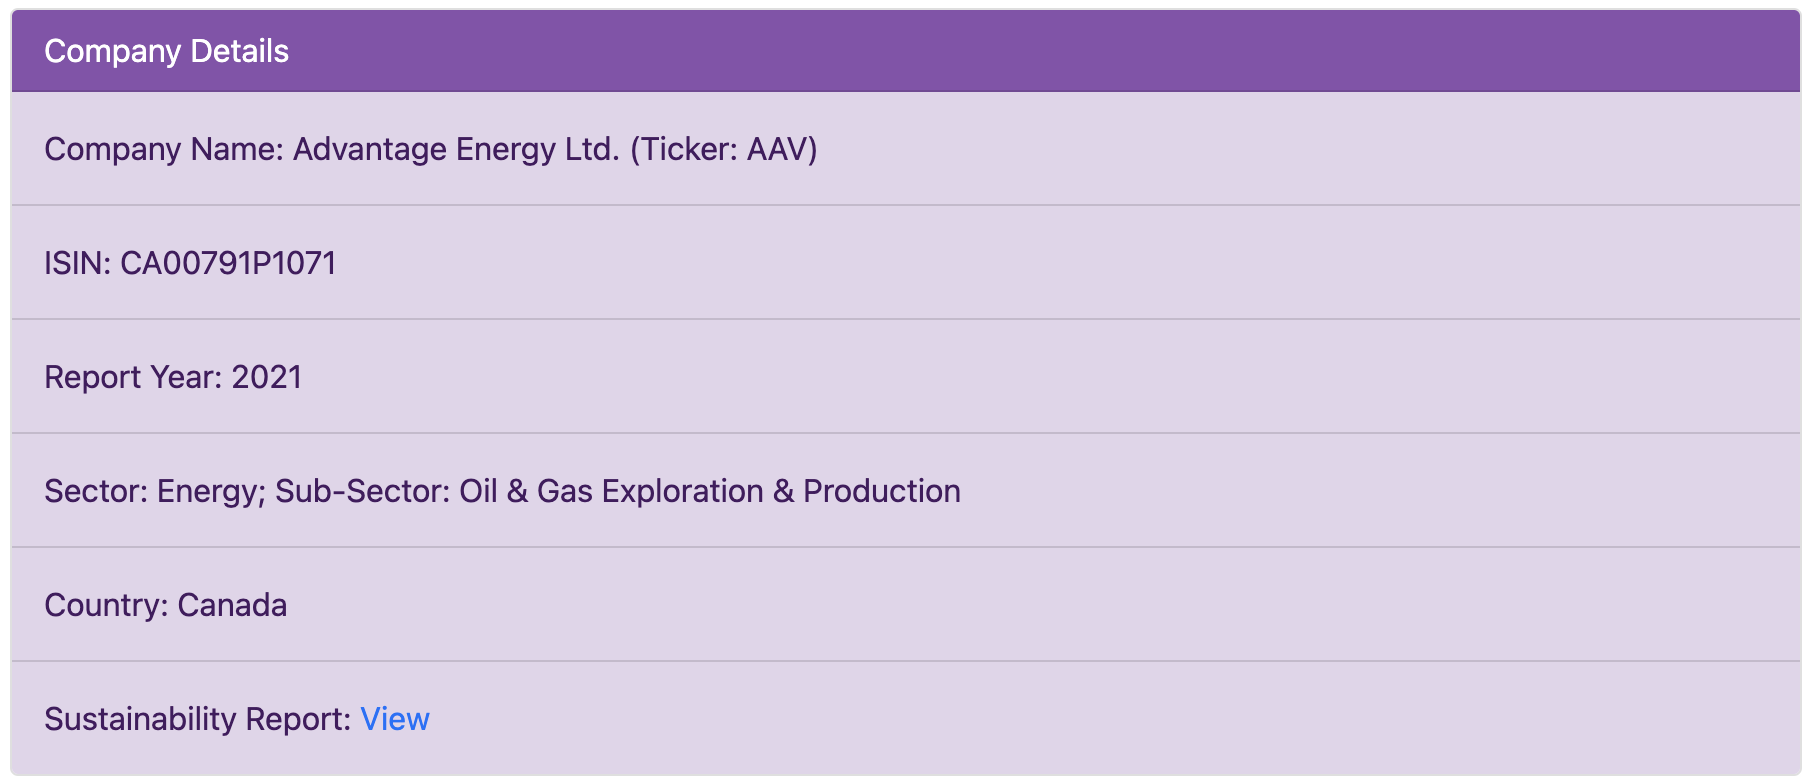 Company Details
Company Name: Advantage Energy Ltd. (Ticker: AAV)
ISIN: CA00791P1071
Report Year: 2021
Sector: Energy; Sub-Sector: Oil & Gas Exploration & Production
Country: Canada
Sustainability Report: View